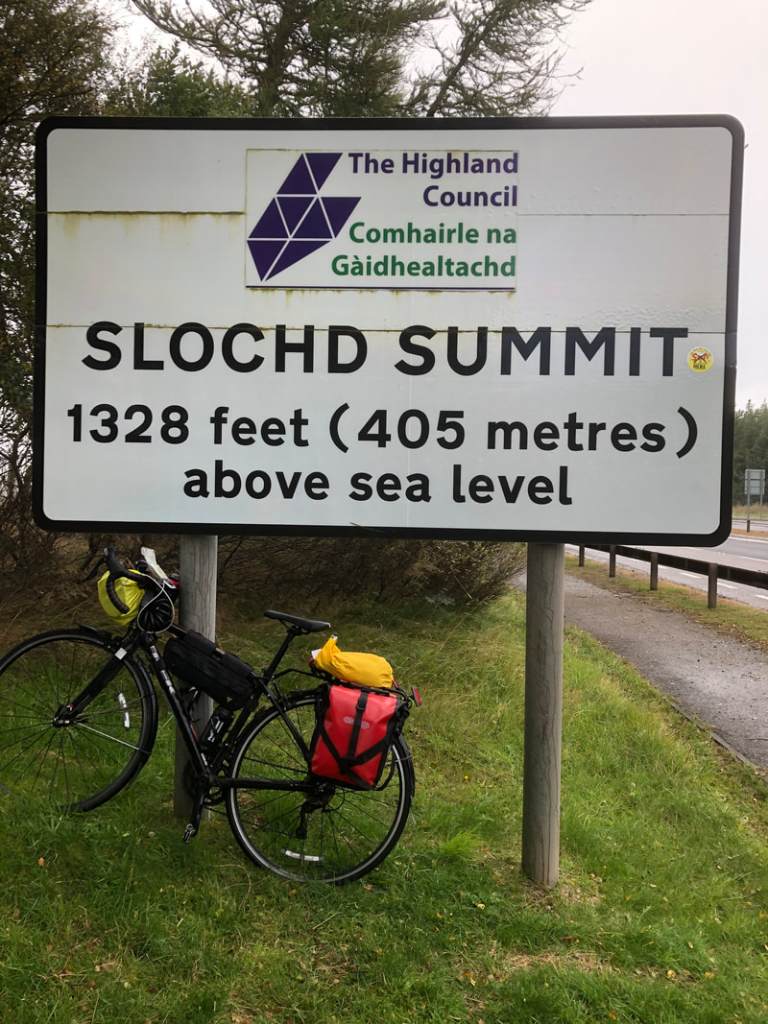 The Highland
Council
Comhairle na
Gàidhealtachd
SLOCHD SUMMIT
1328 feet (405 metres)
above sea level